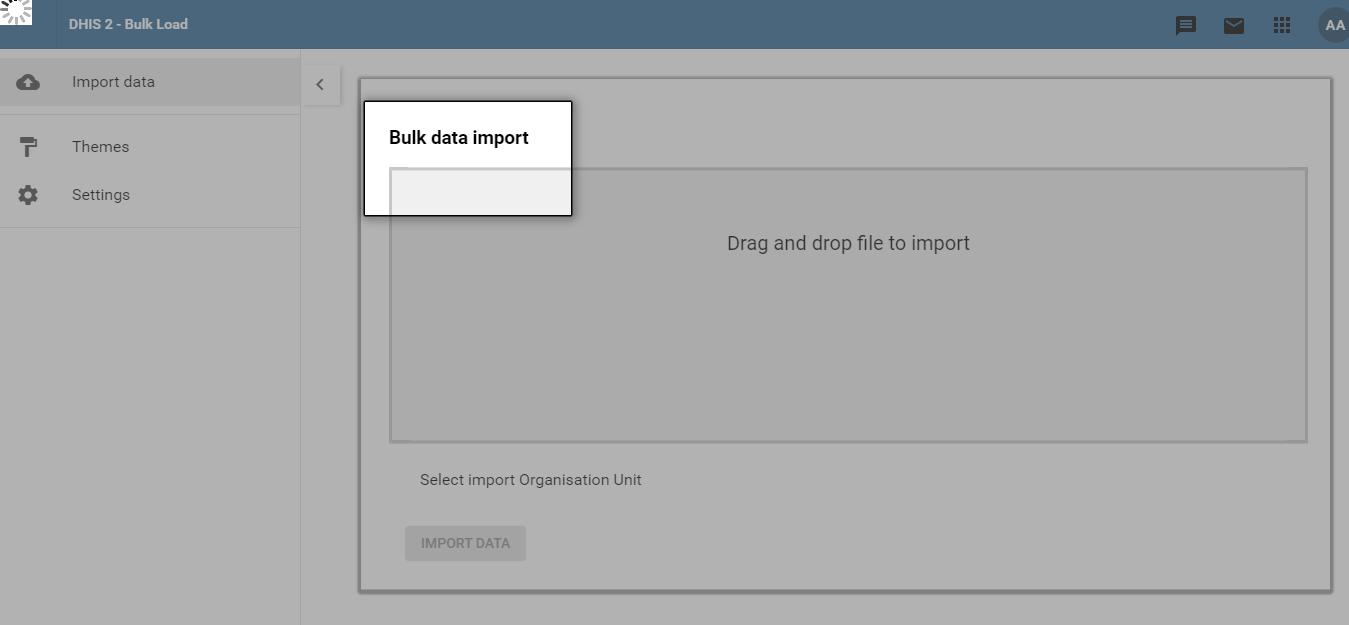 DHIS 2 - Bulk Load
AA
Import data
Themes
Settings
Bulk data import
Drag and drop file to import
Select import Organisation Unit
IMPORT DATA